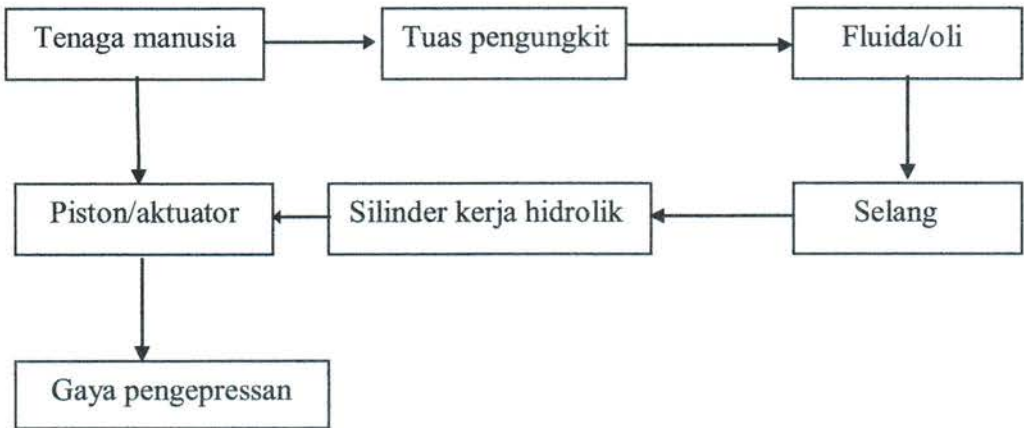 Tenaga manusia
Tuas pengungkit
Fluida/oli
Piston/aktuator
Silinder kerja hidrolik
Selang
Gaya pengepressan